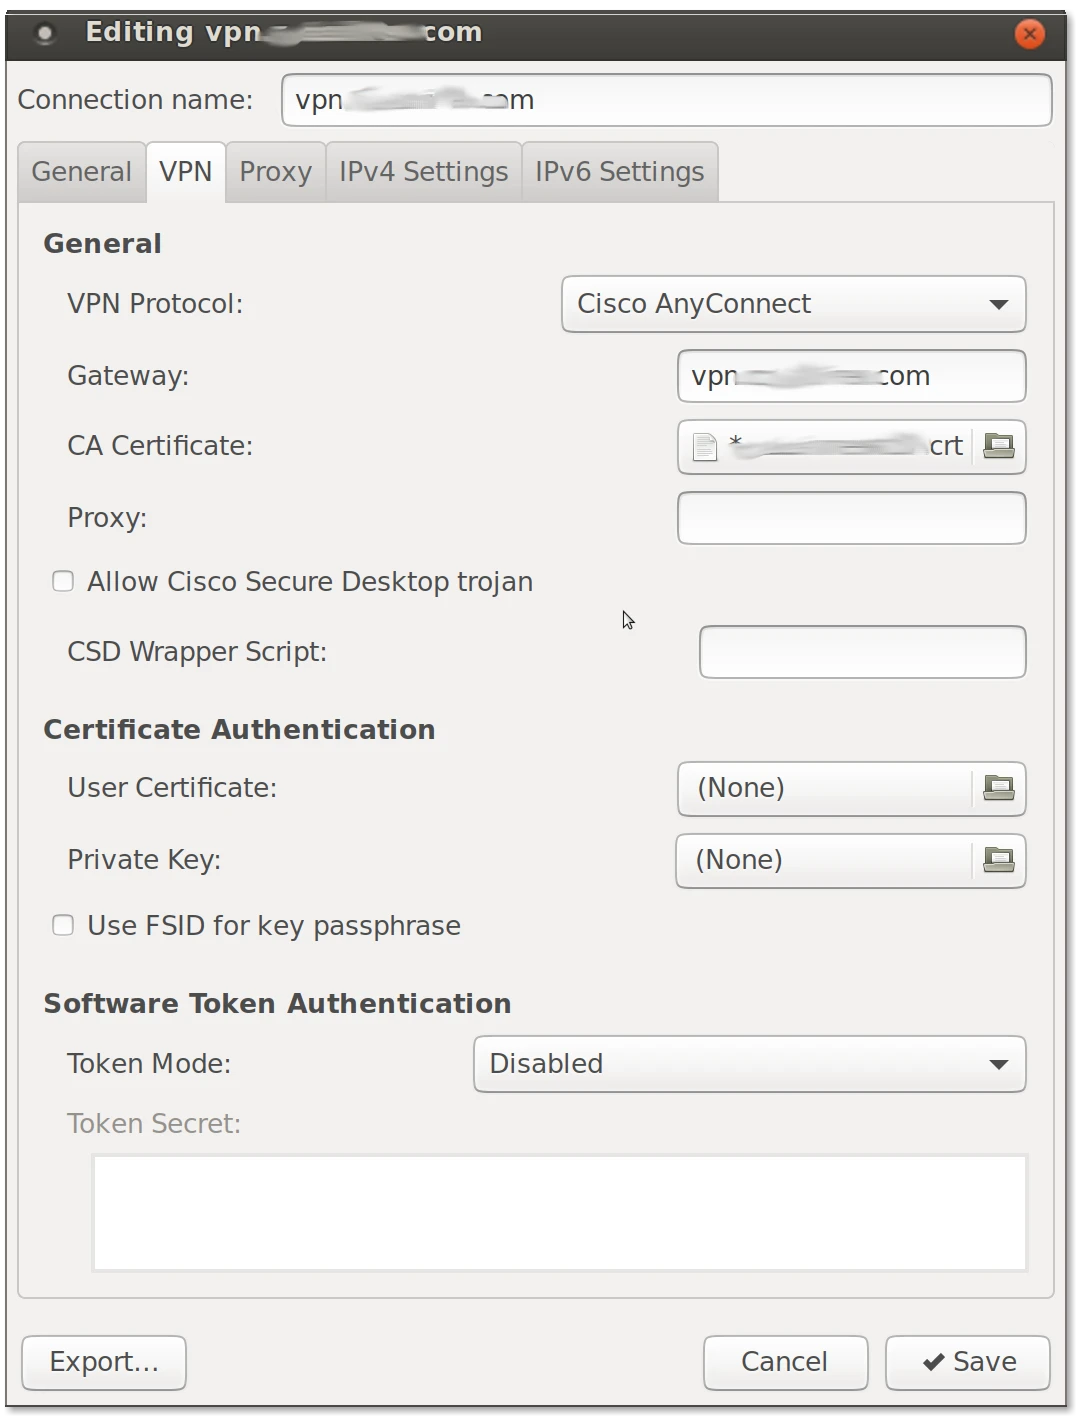 Editing vpn com
Connection name: vpn om
General VPN Proxy IPv4 Settings IPv6 Settings
General
VPN Protocol: Cisco AnyConnect
Gateway: vpn com
CA Certificate: * crt
Proxy:
Allow Cisco Secure Desktop trojan
CSD Wrapper Script:
Certificate Authentication
User Certificate: (None)
Private Key: (None)
Use FSID for key passphrase
Software Token Authentication
Token Mode: Disabled
Token Secret:
Export... Cancel Save